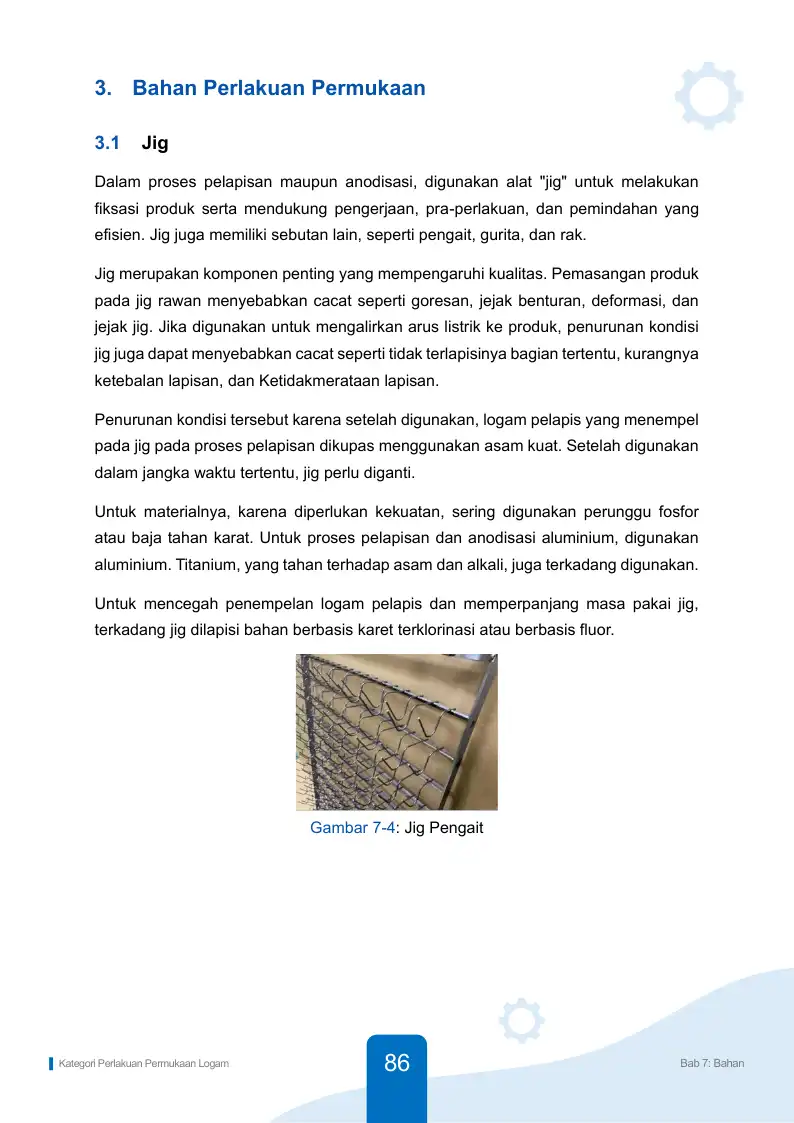 3. Bahan Perlakuan Permukaan
3.1 Jig
Dalam proses pelapisan maupun anodisasi, digunakan alat "jig" untuk melakukan
fiksasi produk serta mendukung pengerjaan, pra-perlakuan, dan pemindahan yang
efisien. Jig juga memiliki sebutan lain, seperti pengait, gurita, dan rak.
Jig merupakan komponen penting yang mempengaruhi kualitas. Pemasangan produk
pada jig rawan menyebabkan cacat seperti goresan, jejak benturan, deformasi, dan
jejak jig. Jika digunakan untuk mengalirkan arus listrik ke produk, penurunan kondisi
jig juga dapat menyebabkan cacat seperti tidak terlapisinya bagian tertentu, kurangnya
ketebalan lapisan, dan Ketidakmerataan lapisan.
Penurunan kondisi tersebut karena setelah digunakan, logam pelapis yang menempel
pada jig pada proses pelapisan dikupas menggunakan asam kuat. Setelah digunakan
dalam jangka waktu tertentu, jig perlu diganti.
Untuk materialnya, karena diperlukan kekuatan, sering digunakan perunggu fosfor
atau baja tahan karat. Untuk proses pelapisan dan anodisasi aluminium, digunakan
aluminium. Titanium, yang tahan terhadap asam dan alkali, juga terkadang digunakan.
Untuk mencegah penempelan logam pelapis dan memperpanjang masa pakai jig,
terkadang jig dilapisi bahan berbasis karet terklorinasi atau berbasis fluor.
Gambar 7-4: Jig Pengait
Kategori Perlakuan Permukaan Logam
86
Bab 7: Bahan